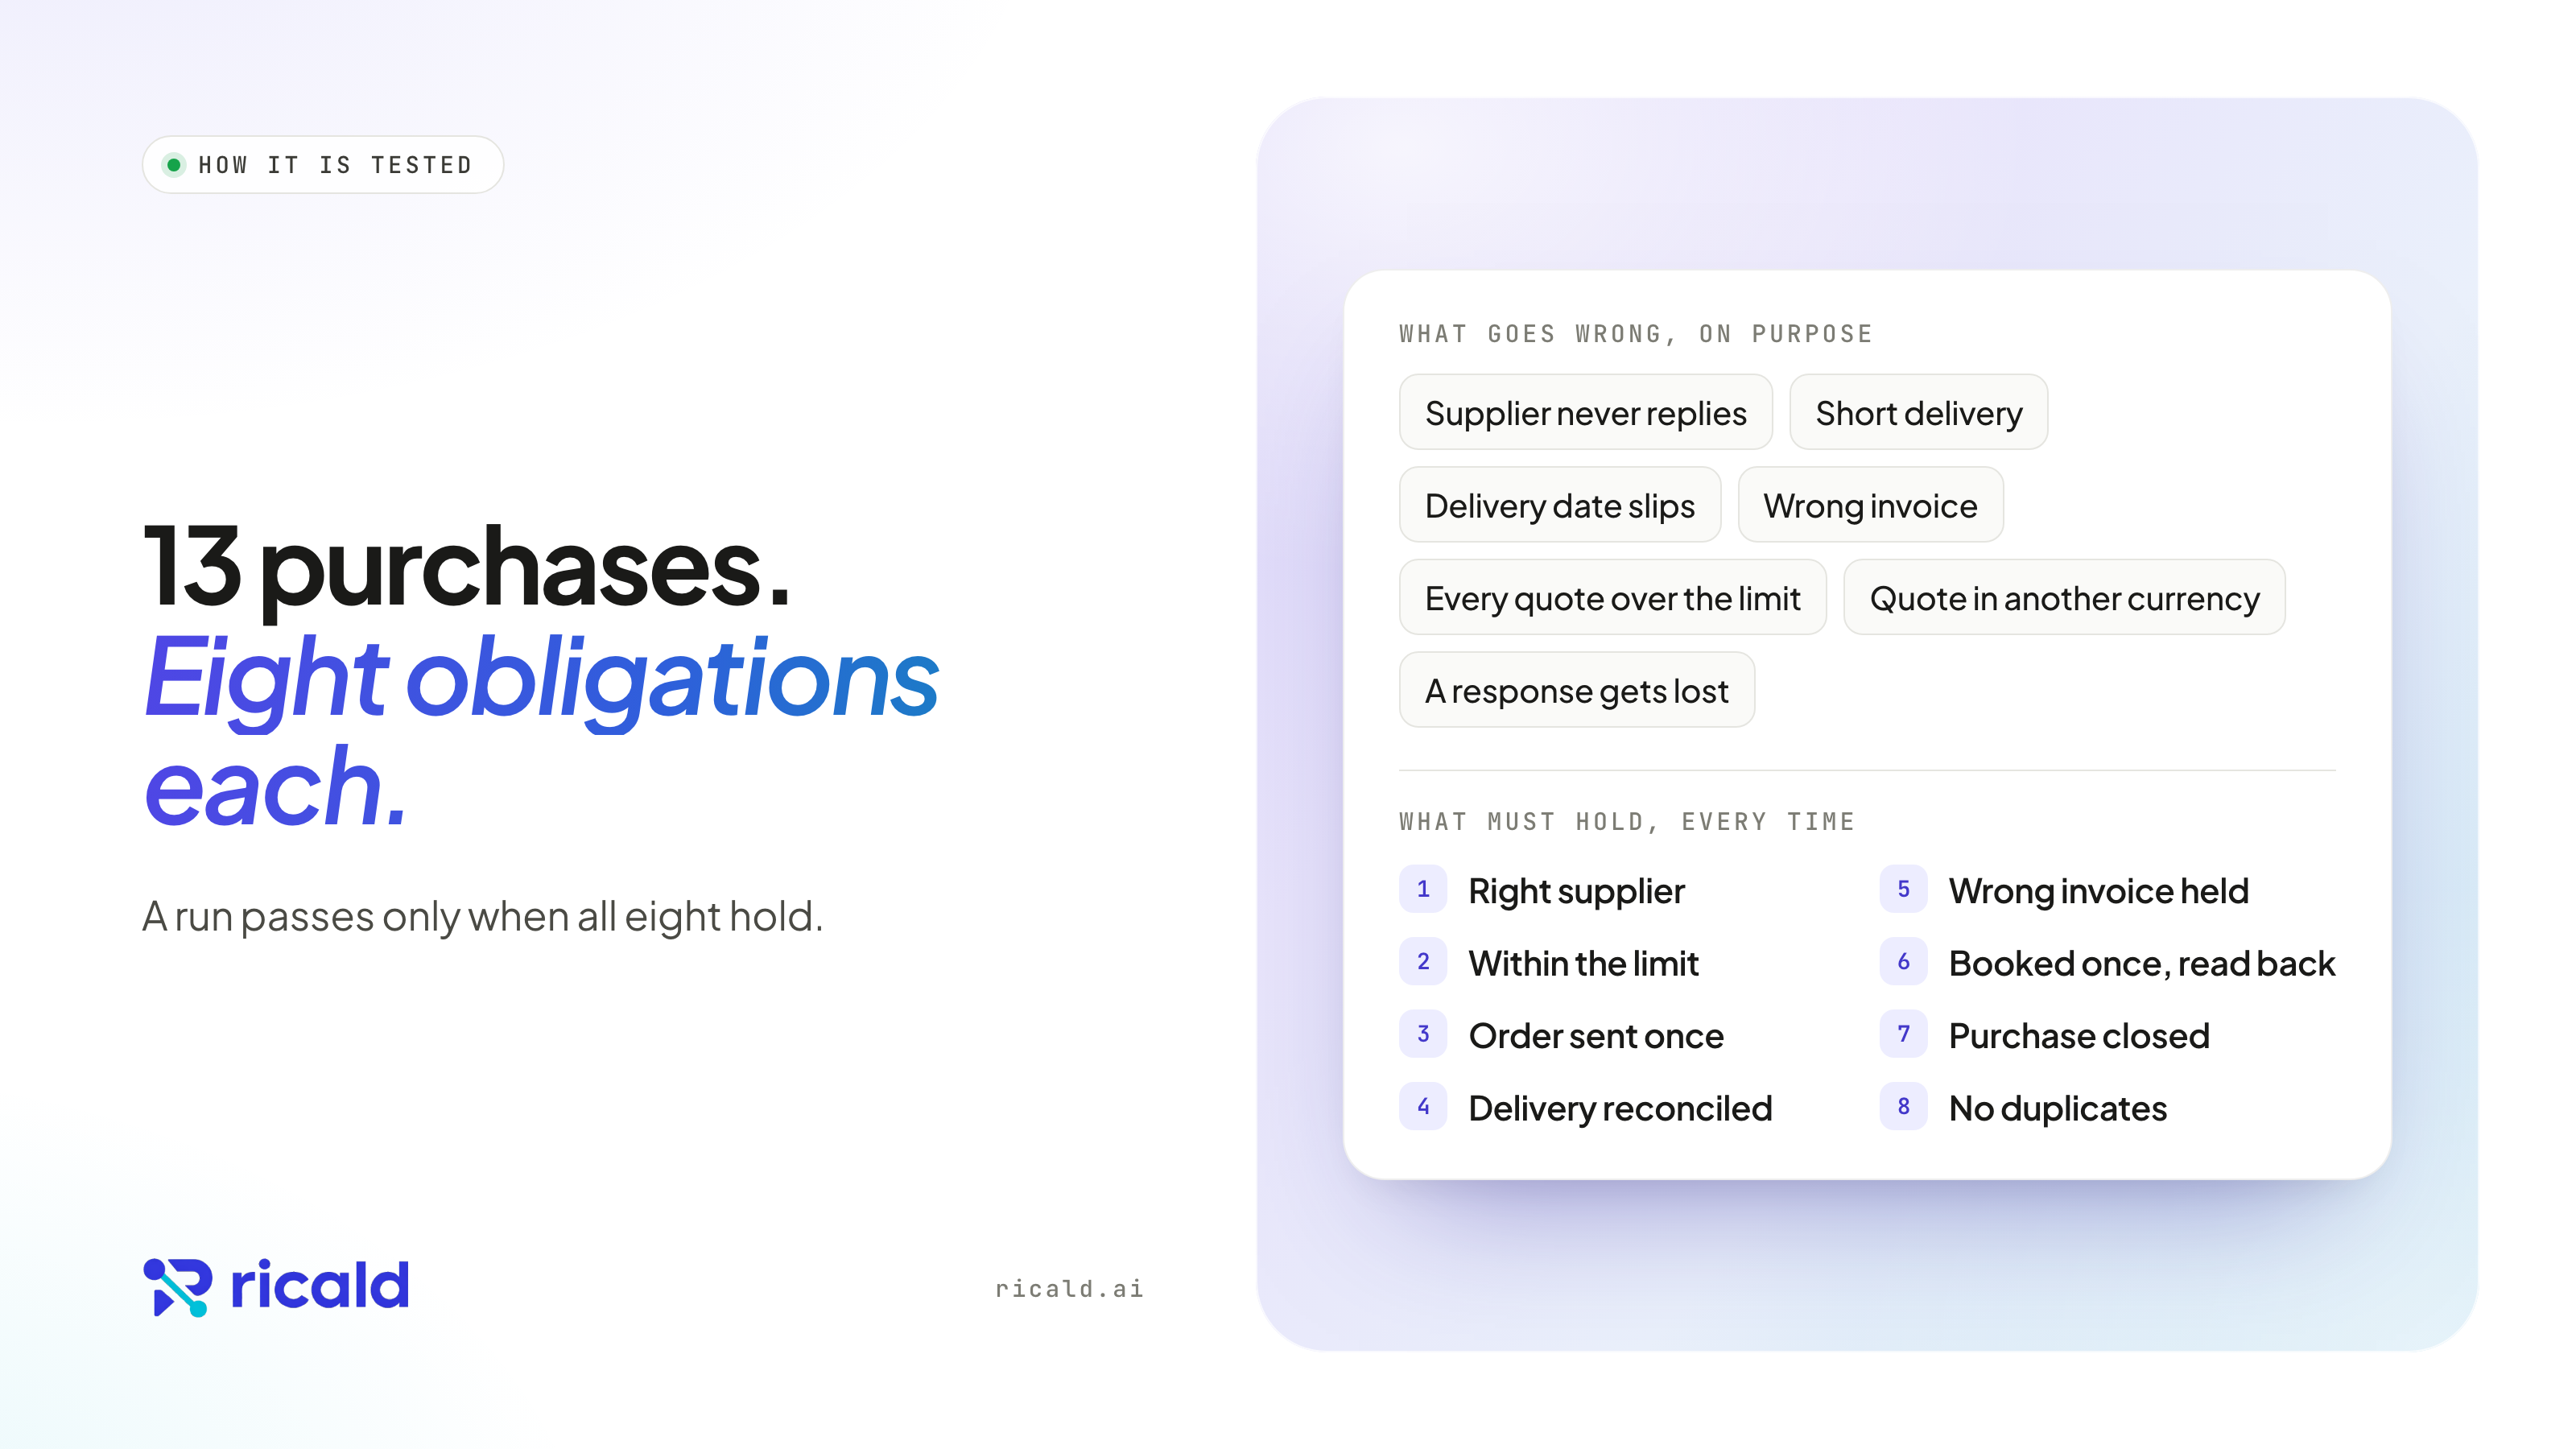 HOW IT IS TESTED
13 purchases.
Eight obligations
each.
A run passes only when all eight hold.
ricald
ricald.ai
WHAT GOES WRONG, ON PURPOSE
Supplier never replies
Short delivery
Delivery date slips
Wrong invoice
Every quote over the limit
Quote in another currency
A response gets lost
WHAT MUST HOLD, EVERY TIME
1 Right supplier
2 Within the limit
3 Order sent once
4 Delivery reconciled
5 Wrong invoice held
6 Booked once, read back
7 Purchase closed
8 No duplicates